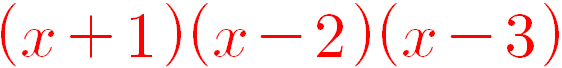 (x + 1)(x − 2)(x − 3)